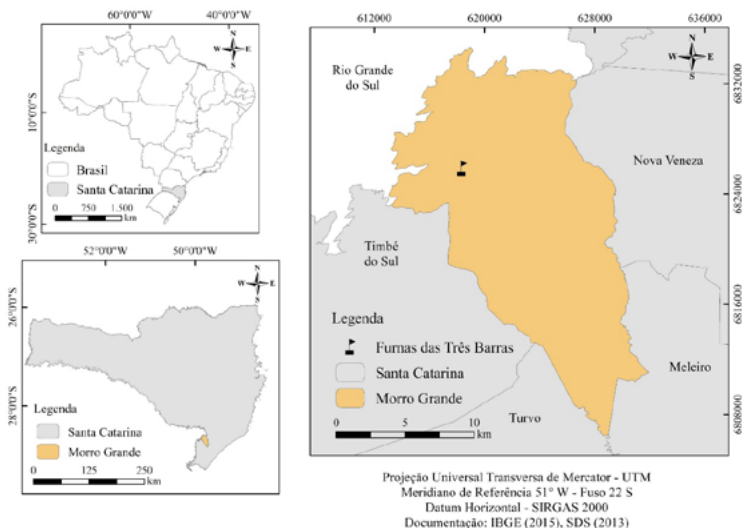 60°0'0"W 40°0'0"W
N
W E
S
10°0'0"S
Legenda
Brasil
Santa Catarina
0 750 1.500
km
30°0'0"S
52°0'0"W 50°0'0"W
N
W E
S
26°0'0"S
28°0'0"S
Legenda
Santa Catarina
Morro Grande
0 125 250
km
612000 620000 628000 636000
Rio Grande
do Sul
N
W E
S
6832000
Nova Veneza
6824000
Timbé
do Sul
6816000
Legenda
Furnas das Três Barras
Santa Catarina
Morro Grande
Meleiro
0 5 10
km
Turvo
6808000
Projeção Universal Transversa de Mercator - UTM
Meridiano de Referência 51° W - Fuso 22 S
Datum Horizontal - SIRGAS 2000
Documentação: IBGE (2015), SDS (2013)